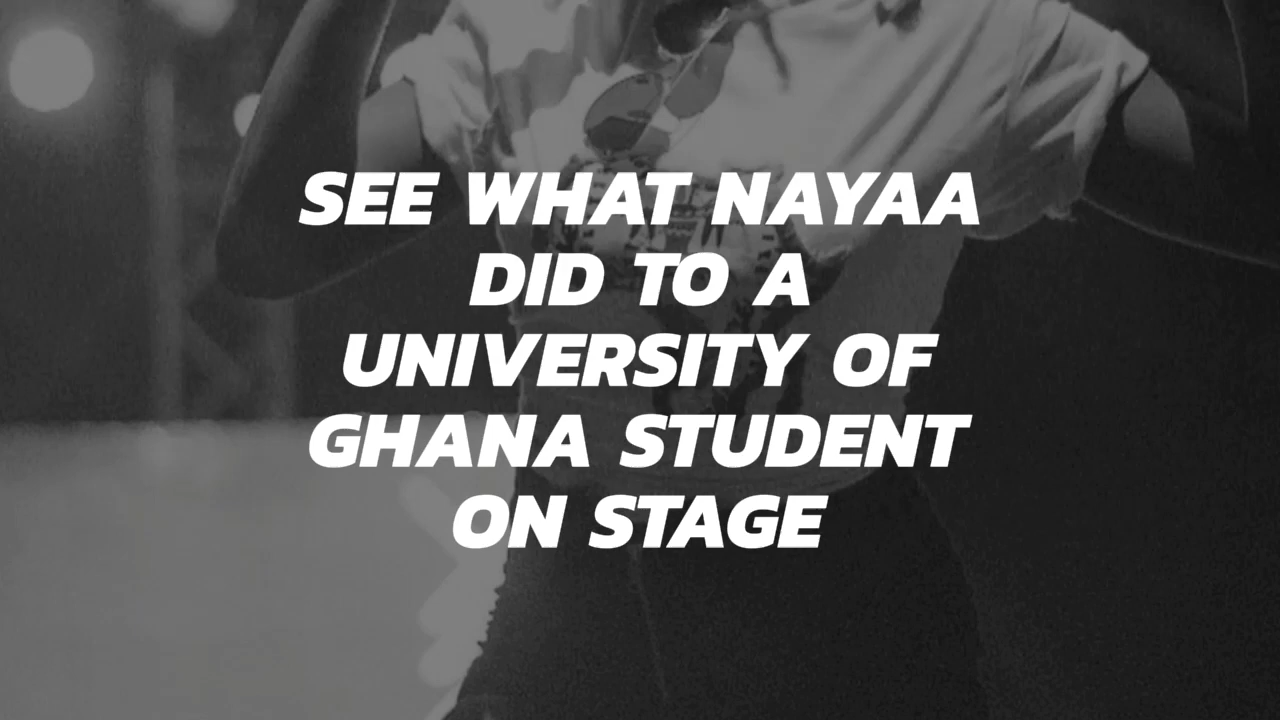 SEE WHAT NAYAA
DID TO A
UNIVERSITY OF
GHANA STUDENT
ON STAGE